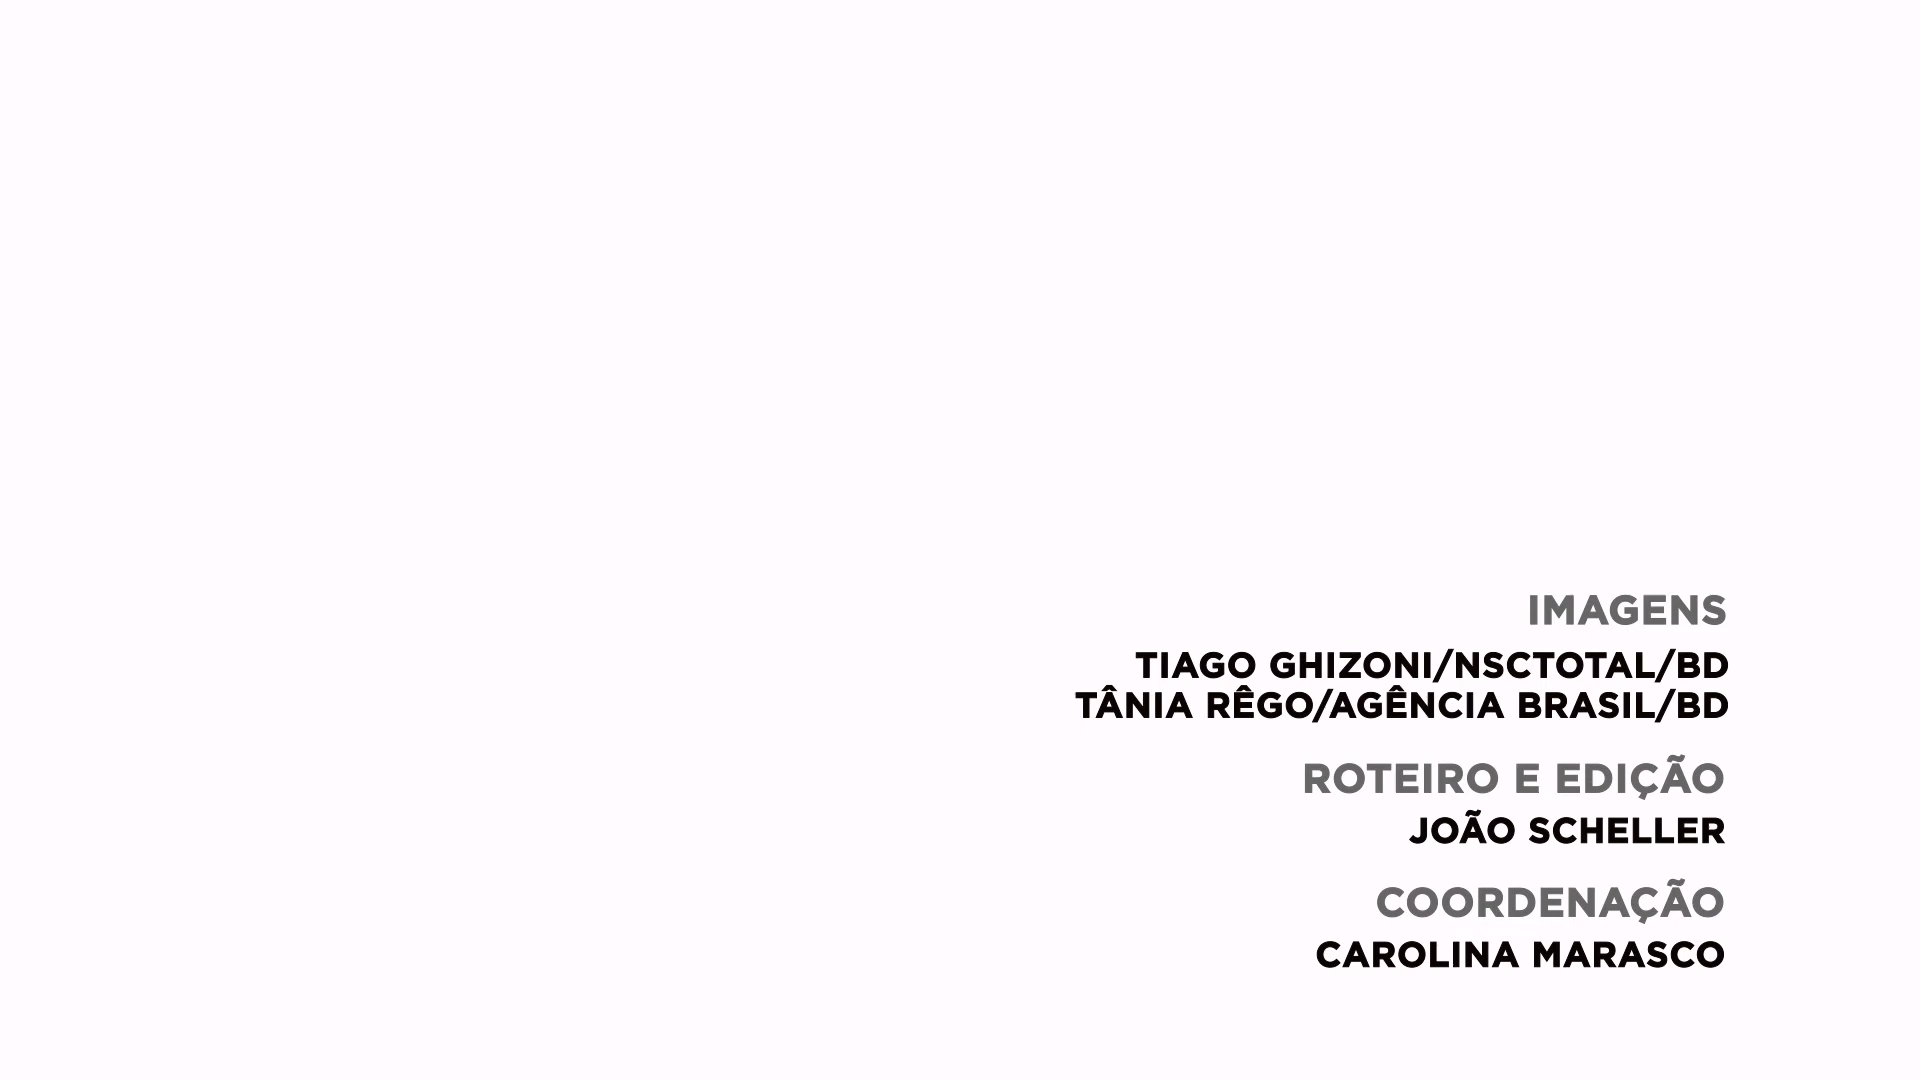 IMAGENS
TIAGO GHIZONI/NSCTOTAL/BD
TÂNIA RÊGO/AGÊNCIA BRASIL/BD
ROTEIRO E EDIÇÃO
JOÃO SCHELLER
COORDENAÇÃO
CAROLINA MARASCO